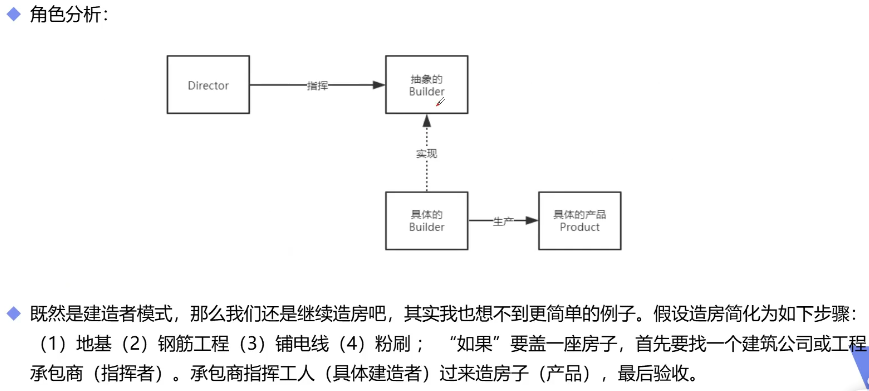 角色分析：
Director
指挥
抽象的
Builder
实现
具体的
Builder
生产
具体的产品
Product
既然是建造者模式，那么我们还是继续造房吧，其实我也想不到更简单的例子。假设造房简化为如下步骤：
（1）地基（2）钢筋工程（3）铺电线（4）粉刷； “如果”要盖一座房子，首先要找一个建筑公司或工程
承包商（指挥者）。承包商指挥工人（具体建造者）过来造房子（产品），最后验收。